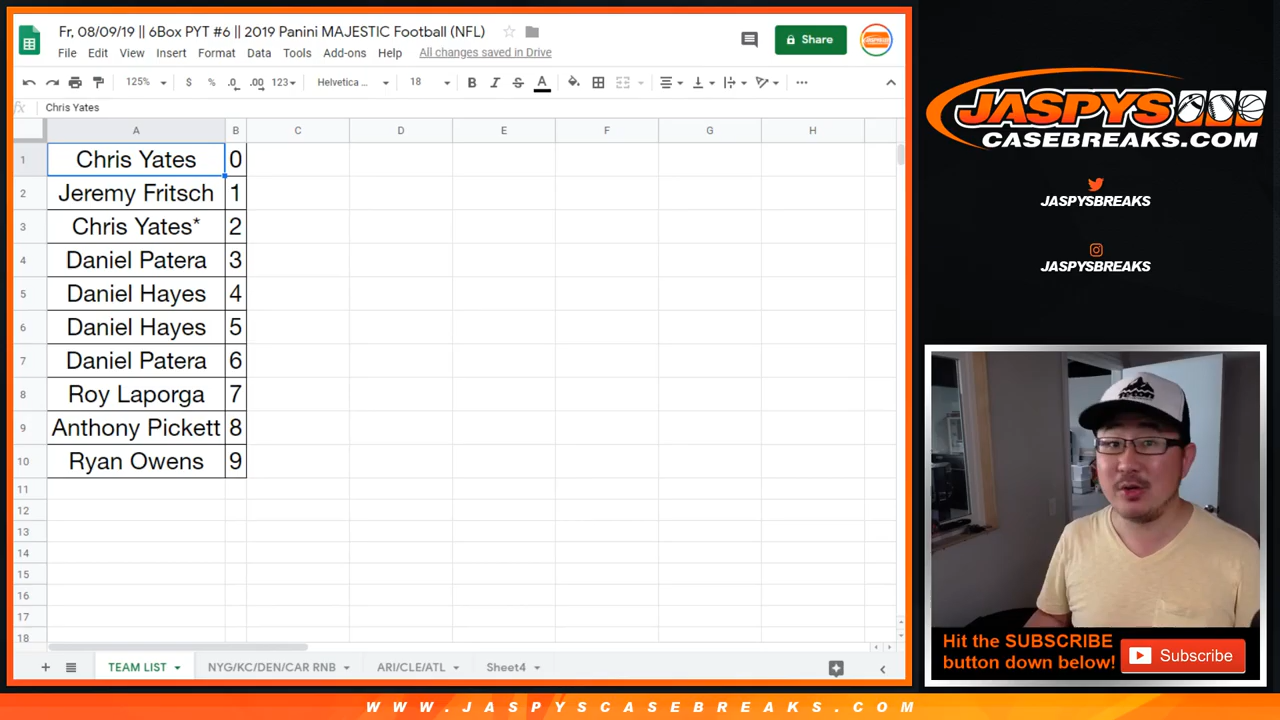 Fr, 08/09/19 || 6Box PYT #6 || 2019 Panini MAJESTIC Football (NFL)
File Edit View Insert Format Data Tools Add-ons Help All changes saved in Drive
Share
125% $ % .0 .00 123 Helvetica ... 18 B I S A
fx Chris Yates
A B C D E F G H
1 Chris Yates 0
2 Jeremy Fritsch 1
3 Chris Yates* 2
4 Daniel Patera 3
5 Daniel Hayes 4
6 Daniel Hayes 5
7 Daniel Patera 6
8 Roy Laporga 7
9 Anthony Pickett 8
10 Ryan Owens 9
11
12
13
14
15
16
17
18
+ TEAM LIST NYG/KC/DEN/CAR RNB ARI/CLE/ATL Sheet4
JASPYS
CASEBREAKS.COM
JASPYSBREAKS
JASPYSBREAKS
Hit the SUBSCRIBE
button down below!
Subscribe
WWW.JASPYSCASEBREAKS.COM